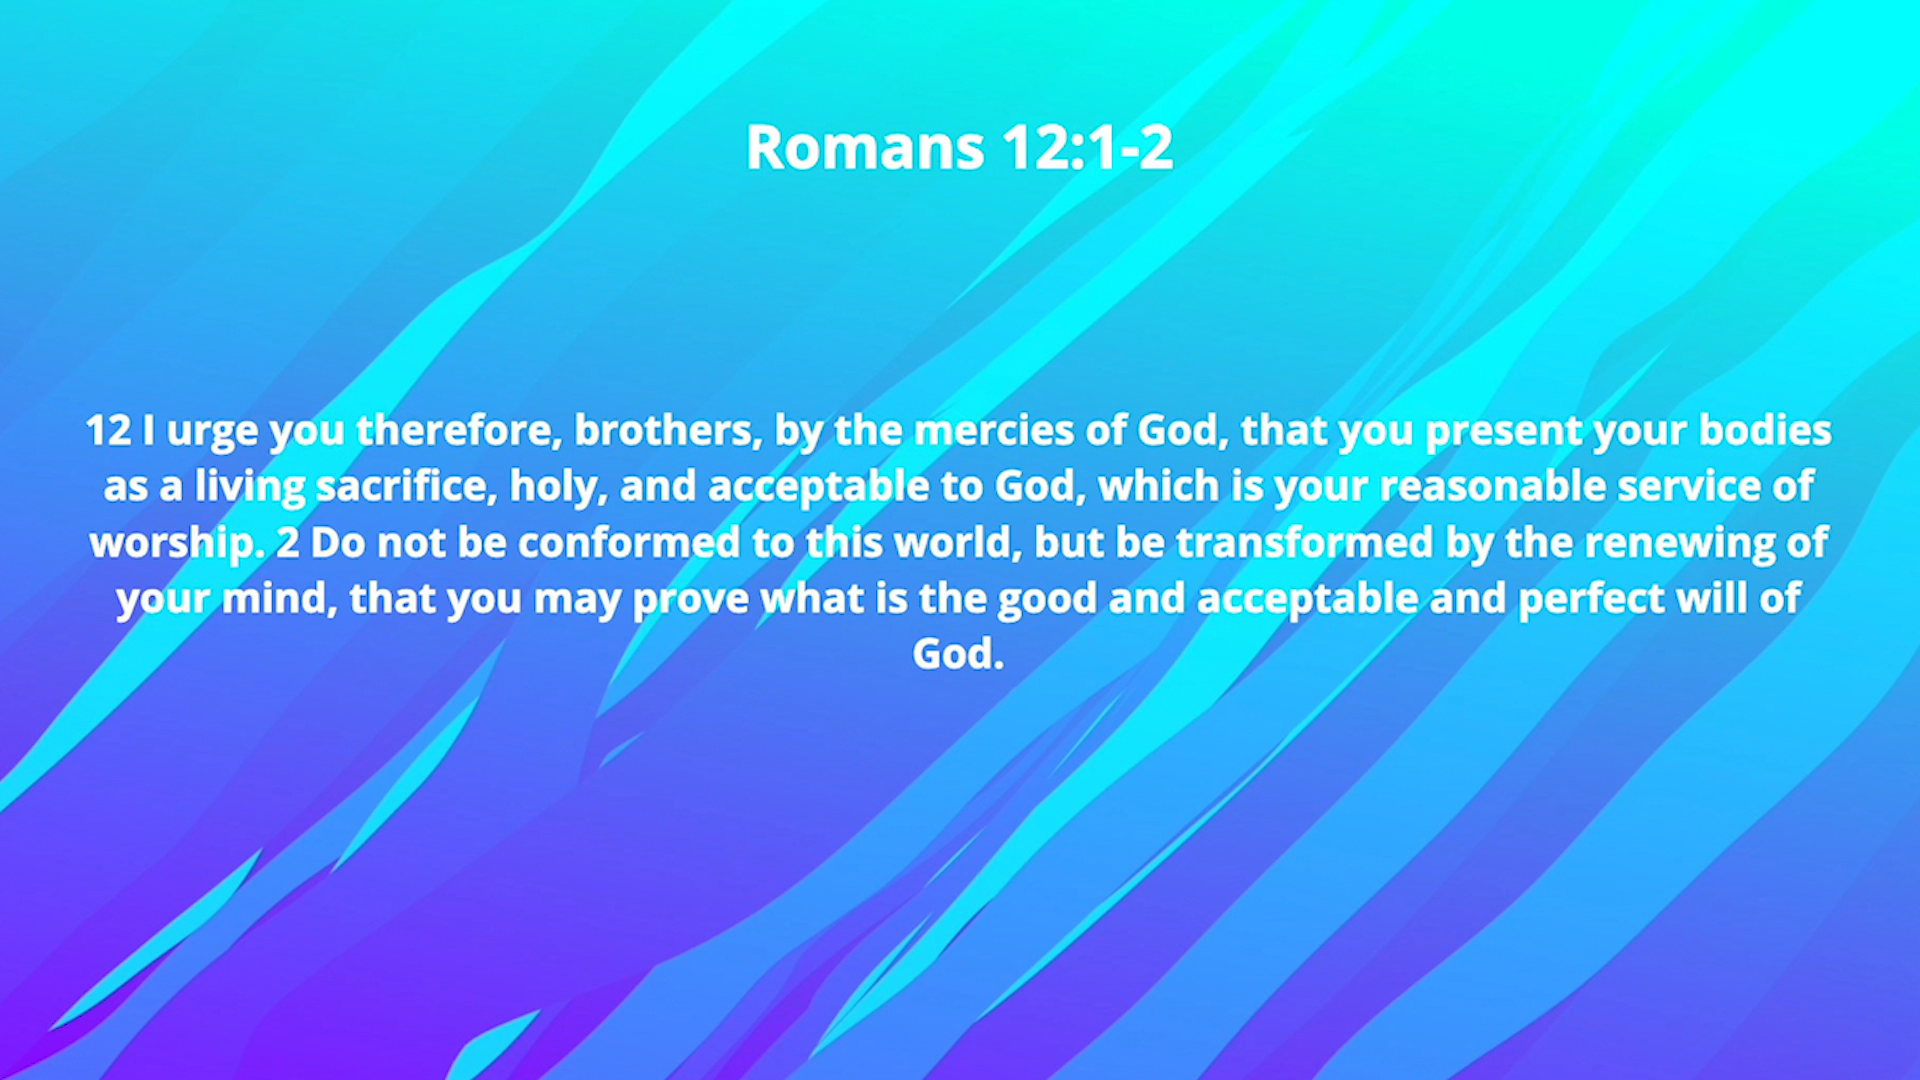 Romans 12:1-2
12 I urge you therefore, brothers, by the mercies of God, that you present your bodies
as a living sacrifice, holy, and acceptable to God, which is your reasonable service of
worship. 2 Do not be conformed to this world, but be transformed by the renewing of
your mind, that you may prove what is the good and acceptable and perfect will of
God.